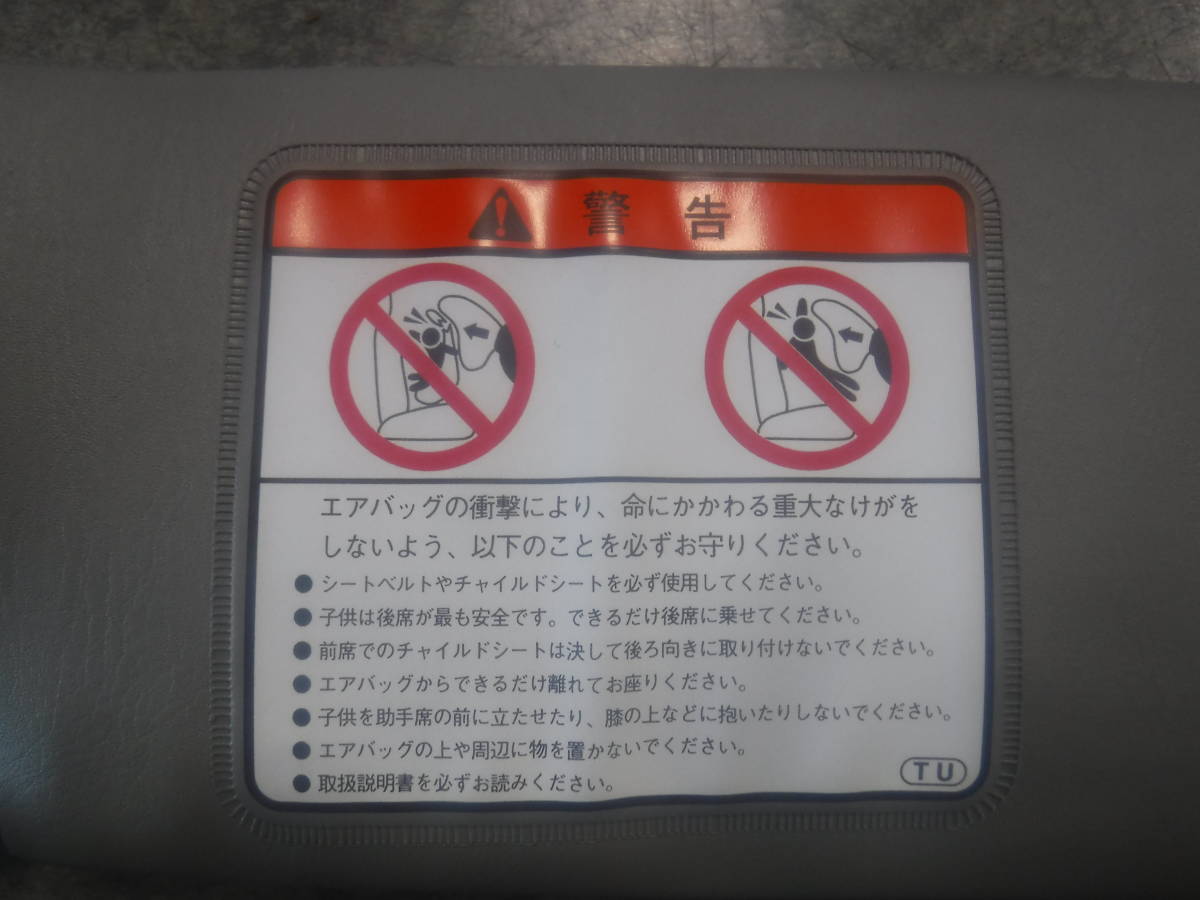 警告
エアバッグの衝撃により、命にかかわる重大なけがを
しないよう、以下のことを必ずお守りください。
●シートベルトやチャイルドシートを必ず使用してください。
●子供は後席が最も安全です。できるだけ後席に乗せてください。
●前席でのチャイルドシートは決して後ろ向きに取り付けないでください。
●エアバッグからできるだけ離れてお座りください。
●子供を助手席の前に立たせたり、膝の上などに抱いたりしないでください。
●エアバッグの上や周辺に物を置かないでください。
●取扱説明書を必ずお読みください。
TU